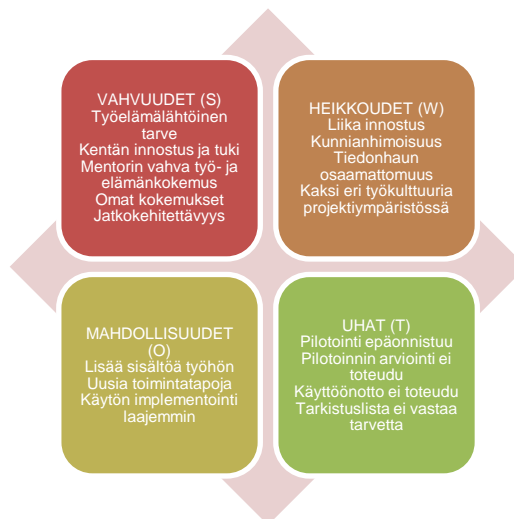 VAHVUUDET (S)
Työelämälähtöinen
tarve
Kentän innostus ja tuki
Mentorin vahva työ- ja
elämänkokemus
Omat kokemukset
Jatkokehitettävyys
HEIKKOUDET (W)
Liika innostus
Kunnianhimoisuus
Tiedonhaun
osaamattomuus
Kaksi eri työkulttuuria
projektiympäristössä
MAHDOLLISUUDET
(O)
Lisää sisältöä työhön
Uusia toimintatapoja
Käytön implementointi
laajemmin
UHAT (T)
Pilotointi epäonnistuu
Pilotoinnin arviointi ei
toteudu
Käyttöönotto ei toteudu
Tarkistuslista ei vastaa
tarvetta